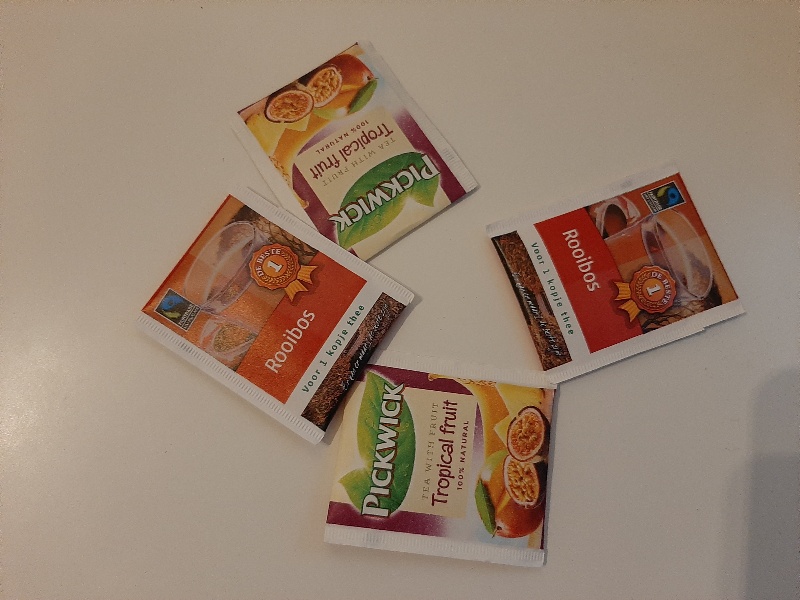 PICKWICK
TEA WITH FRUIT
Tropical fruit
100% NATURAL
DE BESTE
1
Rooibos
Voor 1 kopje thee
DE BESTE
1
Rooibos
Voor 1 kopje thee
PICKWICK
TEA WITH FRUIT
Tropical fruit
100% NATURAL